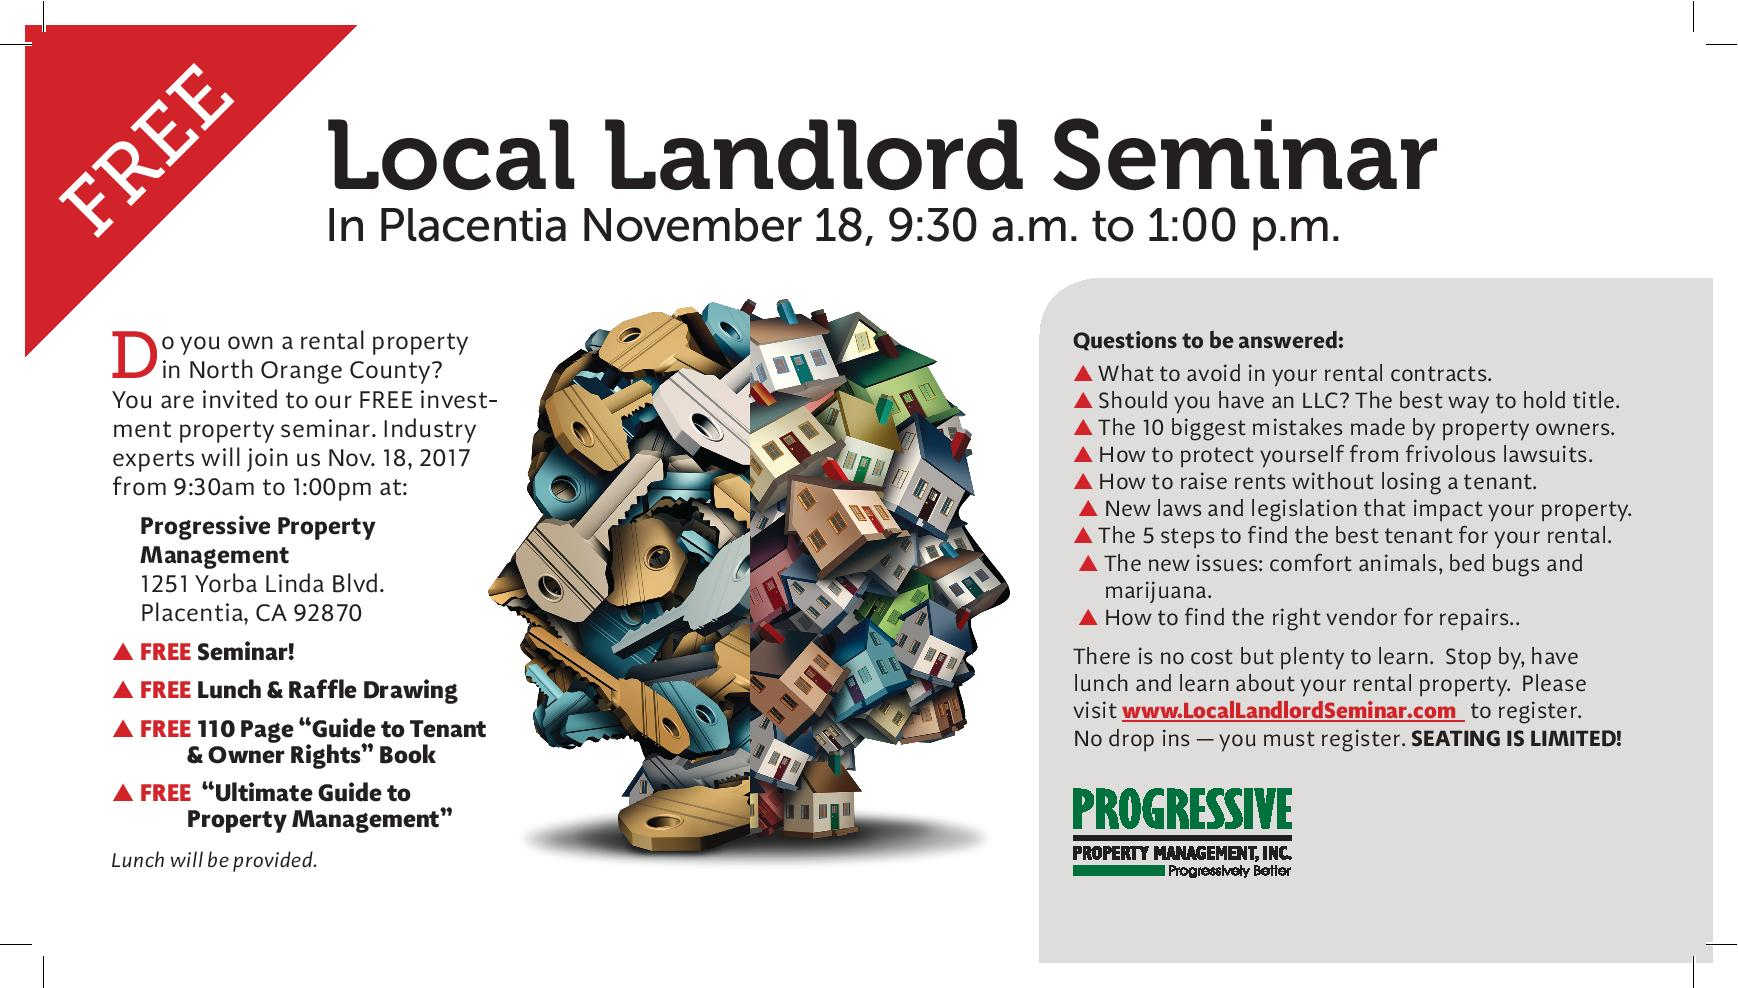 FREE
Local Landlord Seminar
In Placentia November 18, 9:30 a.m. to 1:00 p.m.
Do you own a rental property
in North Orange County?
You are invited to our FREE invest-
ment property seminar. Industry
experts will join us Nov. 18, 2017
from 9:30am to 1:00pm at:
Progressive Property
Management
1251 Yorba Linda Blvd.
Placentia, CA 92870
▲ FREE Seminar!
▲ FREE Lunch & Raffle Drawing
▲ FREE 110 Page “Guide to Tenant
& Owner Rights” Book
▲ FREE “Ultimate Guide to
Property Management”
Lunch will be provided.
Questions to be answered:
▲ What to avoid in your rental contracts.
▲ Should you have an LLC? The best way to hold title.
▲ The 10 biggest mistakes made by property owners.
▲ How to protect yourself from frivolous lawsuits.
▲ How to raise rents without losing a tenant.
▲ New laws and legislation that impact your property.
▲ The 5 steps to find the best tenant for your rental.
▲ The new issues: comfort animals, bed bugs and
marijuana.
▲ How to find the right vendor for repairs..
There is no cost but plenty to learn. Stop by, have
lunch and learn about your rental property. Please
visit www.LocalLandlordSeminar.com to register.
No drop ins — you must register. SEATING IS LIMITED!
PROGRESSIVE
PROPERTY MANAGEMENT, INC.
Progressively Better